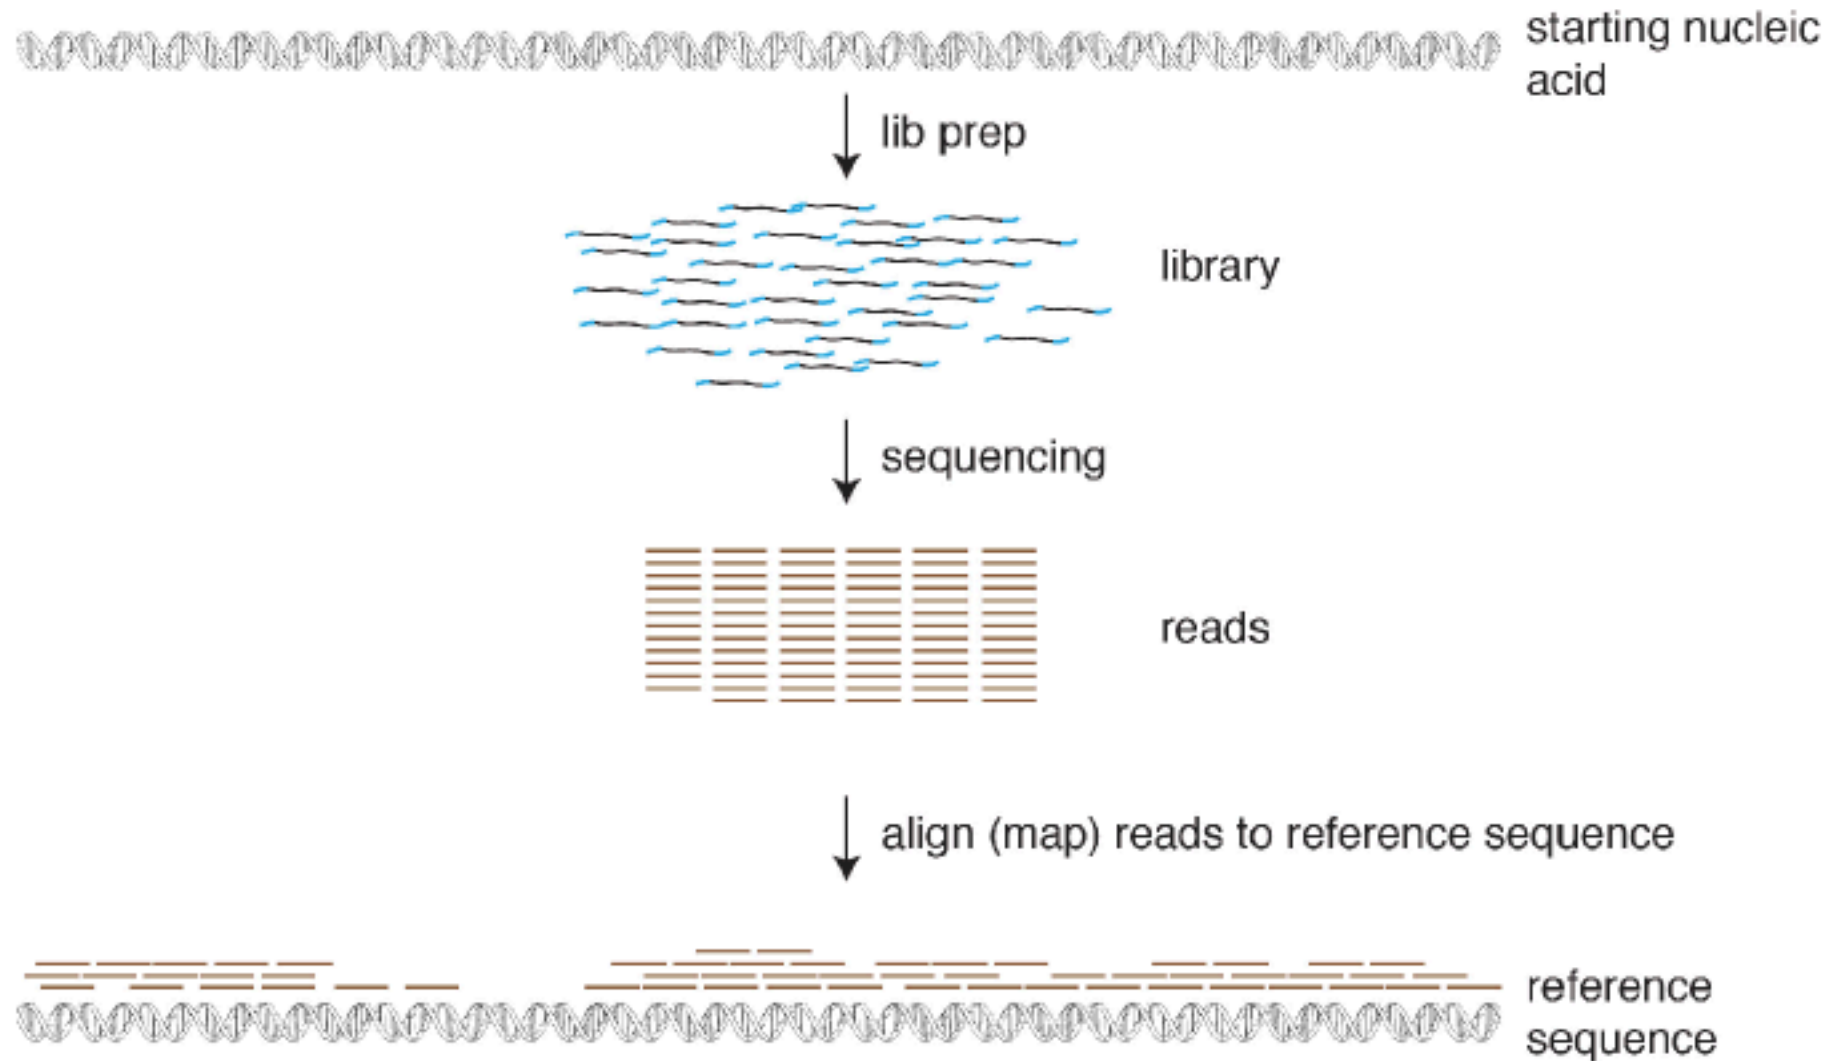 starting nucleic
acid
lib prep
library
sequencing
reads
align (map) reads to reference sequence
reference
sequence